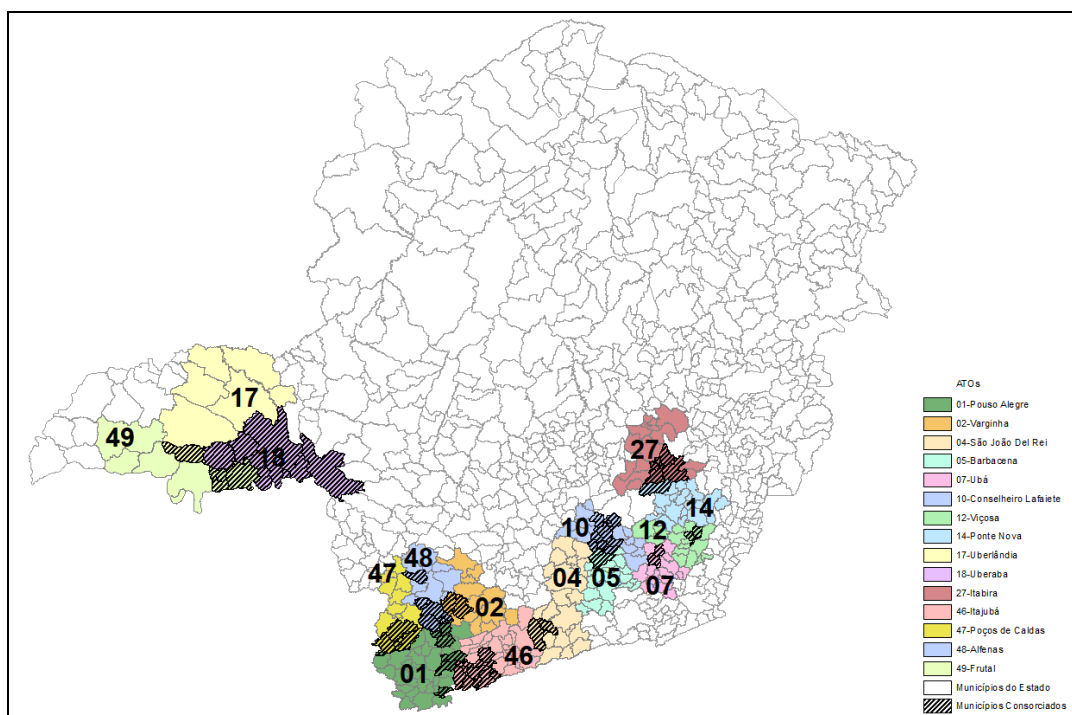 17
49
18
27
14
10
12
48
47
04
05
07
02
46
01
ATOs
01-Pouso Alegre
02-Varginha
04-São João Del Rei
05-Barbacena
07-Ubá
10-Conselheiro Lafaiete
12-Viçosa
14-Ponte Nova
17-Uberlândia
18-Uberaba
27-Itabira
46-Itajubá
47-Poços de Caldas
48-Alfenas
49-Frutal
Municípios do Estado
Municípios Consorciados